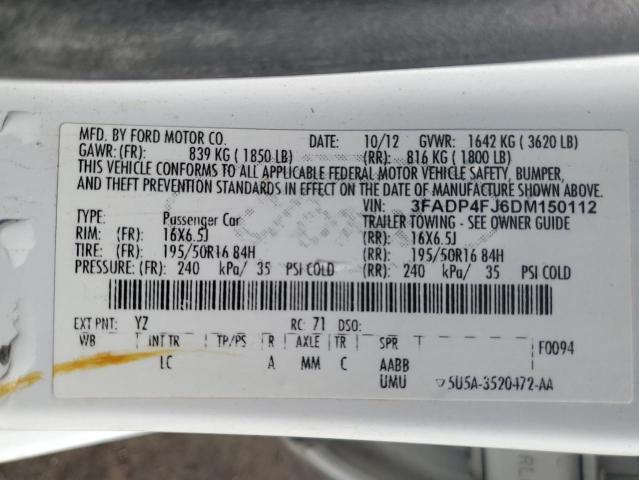 MFD. BY FORD MOTOR CO. DATE: 10/12 GVWR: 1642 KG ( 3620 LB)
GAWR: (FR): 839 KG ( 1850 LB) (RR): 816 KG ( 1800 LB)
THIS VEHICLE CONFORMS TO ALL APPLICABLE FEDERAL MOTOR VEHICLE SAFETY, BUMPER,
AND THEFT PREVENTION STANDARDS IN EFFECT ON THE DATE OF MANUFACTURE SHOWN ABOVE.
VIN: 3FADP4FJ6DM150112
TYPE: Passenger Car TRAILER TOWING - SEE OWNER GUIDE
RIM: (FR): 16X6.5J (RR): 16X6.5J
TIRE: (FR): 195/50R16 84H (RR): 195/50R16 84H
PRESSURE: (FR): 240 kPa/ 35 PSI COLD (RR): 240 kPa/ 35 PSI COLD
EXT PNT: YZ RC: 71 DSO:
WB INT TR TP/PS R AXLE TR SPR F0094
LC A MM C AABB
UMU 5U5A-3520472-AA